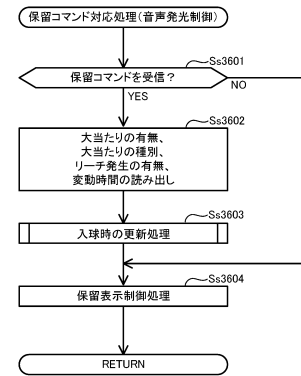 保留コマンド対応処理(音声発光制御)
Ss3601
保留コマンドを受信？
NO
YES
Ss3602
大当たりの有無、
大当たりの種別、
リーチ発生の有無、
変動時間の読み出し
Ss3603
入球時の更新処理
Ss3604
保留表示制御処理
RETURN